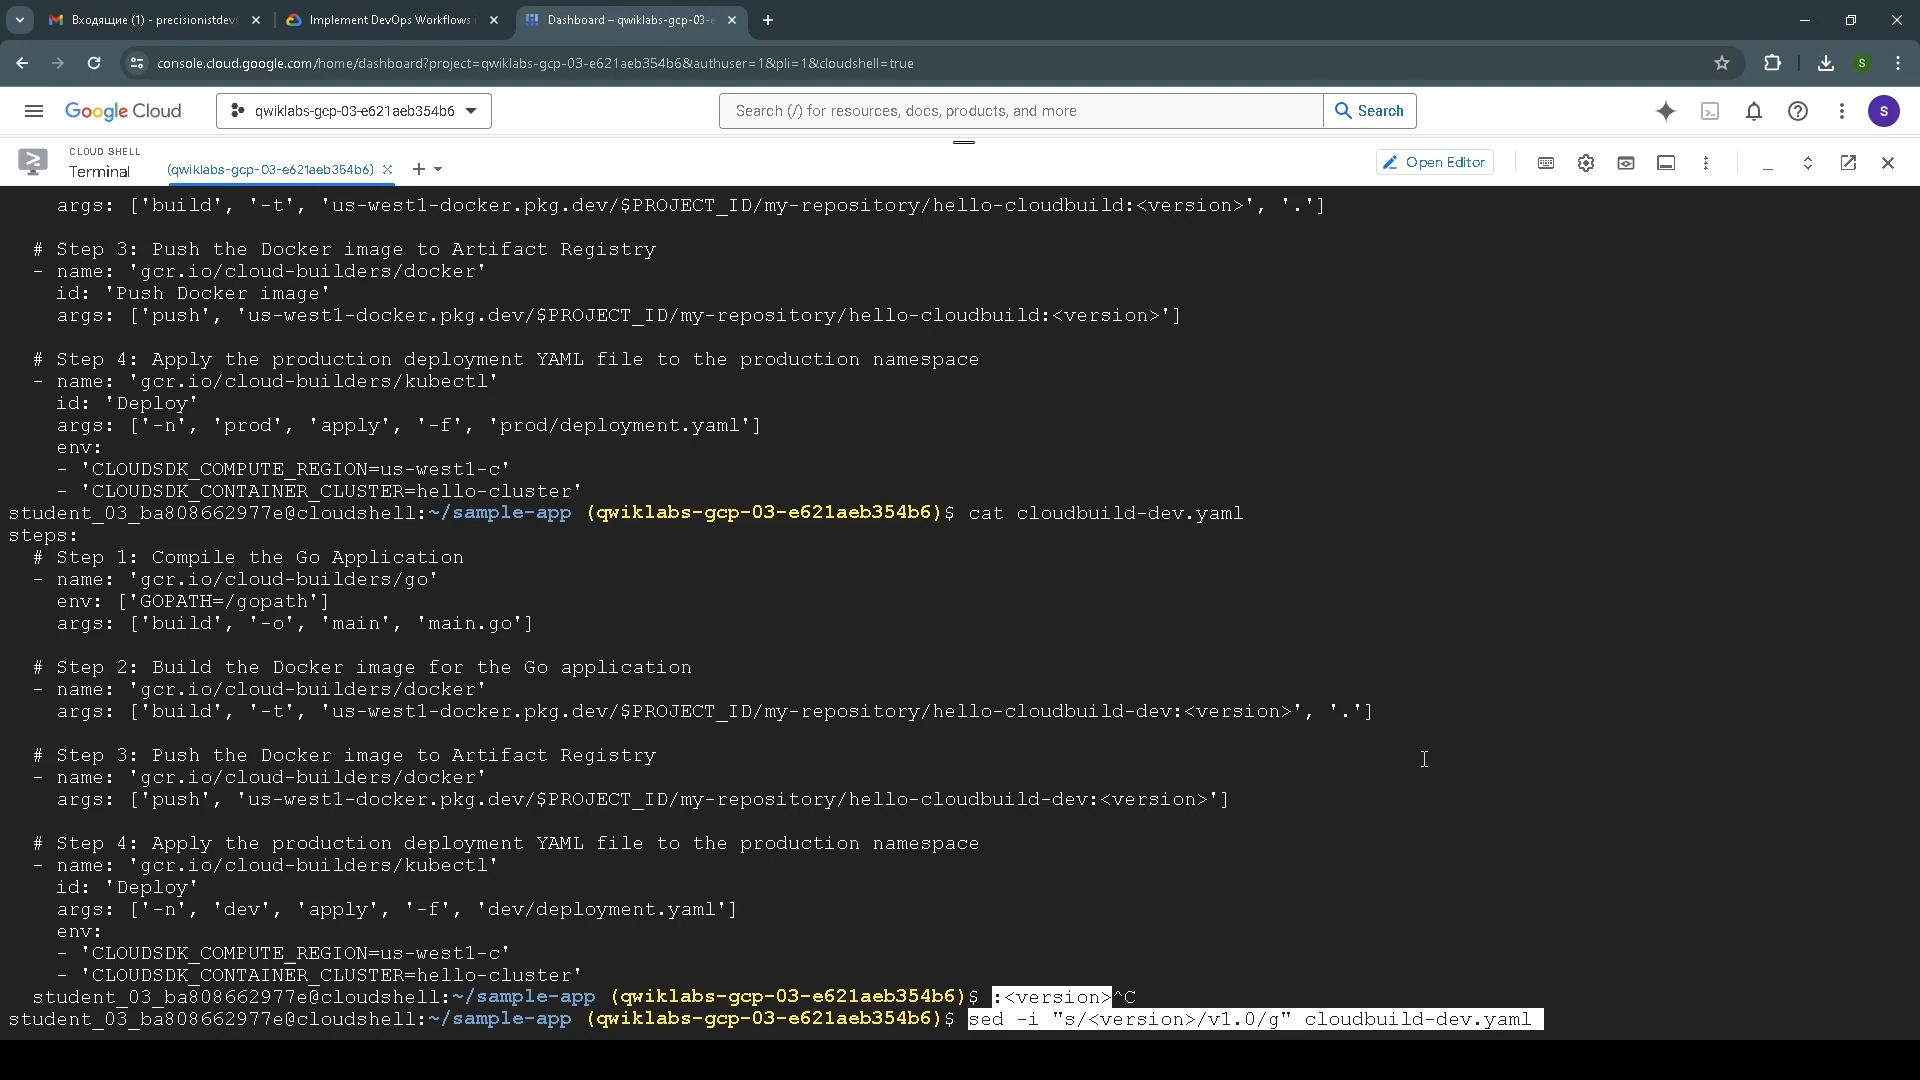 Входящие (1) - precisionistdev
Implement DevOps Workflows
Dashboard – qwiklabs-gcp-03-e
console.cloud.google.com/home/dashboard?project=qwiklabs-gcp-03-e621aeb354b6&authuser=1&pli=1&cloudshell=true
S
Google Cloud
qwiklabs-gcp-03-e621aeb354b6
Search (/) for resources, docs, products, and more
Search
S
CLOUD SHELL
Terminal
(qwiklabs-gcp-03-e621aeb354b6)
Open Editor
args: ['build', '-t', 'us-west1-docker.pkg.dev/$PROJECT_ID/my-repository/hello-cloudbuild:<version>', '.']
# Step 3: Push the Docker image to Artifact Registry
- name: 'gcr.io/cloud-builders/docker'
id: 'Push Docker image'
args: ['push', 'us-west1-docker.pkg.dev/$PROJECT_ID/my-repository/hello-cloudbuild:<version>']
# Step 4: Apply the production deployment YAML file to the production namespace
- name: 'gcr.io/cloud-builders/kubectl'
id: 'Deploy'
args: ['-n', 'prod', 'apply', '-f', 'prod/deployment.yaml']
env:
- 'CLOUDSDK_COMPUTE_REGION=us-west1-c'
- 'CLOUDSDK_CONTAINER_CLUSTER=hello-cluster'
student_03_ba808662977e@cloudshell:~/sample-app (qwiklabs-gcp-03-e621aeb354b6)$ cat cloudbuild-dev.yaml
steps:
# Step 1: Compile the Go Application
- name: 'gcr.io/cloud-builders/go'
env: ['GOPATH=/gopath']
args: ['build', '-o', 'main', 'main.go']
# Step 2: Build the Docker image for the Go application
- name: 'gcr.io/cloud-builders/docker'
args: ['build', '-t', 'us-west1-docker.pkg.dev/$PROJECT_ID/my-repository/hello-cloudbuild-dev:<version>', '.']
# Step 3: Push the Docker image to Artifact Registry
- name: 'gcr.io/cloud-builders/docker'
args: ['push', 'us-west1-docker.pkg.dev/$PROJECT_ID/my-repository/hello-cloudbuild-dev:<version>']
# Step 4: Apply the production deployment YAML file to the production namespace
- name: 'gcr.io/cloud-builders/kubectl'
id: 'Deploy'
args: ['-n', 'dev', 'apply', '-f', 'dev/deployment.yaml']
env:
- 'CLOUDSDK_COMPUTE_REGION=us-west1-c'
- 'CLOUDSDK_CONTAINER_CLUSTER=hello-cluster'
student_03_ba808662977e@cloudshell:~/sample-app (qwiklabs-gcp-03-e621aeb354b6)$ :<version>^C
student_03_ba808662977e@cloudshell:~/sample-app (qwiklabs-gcp-03-e621aeb354b6)$ sed -i "s/<version>/v1.0/g" cloudbuild-dev.yaml